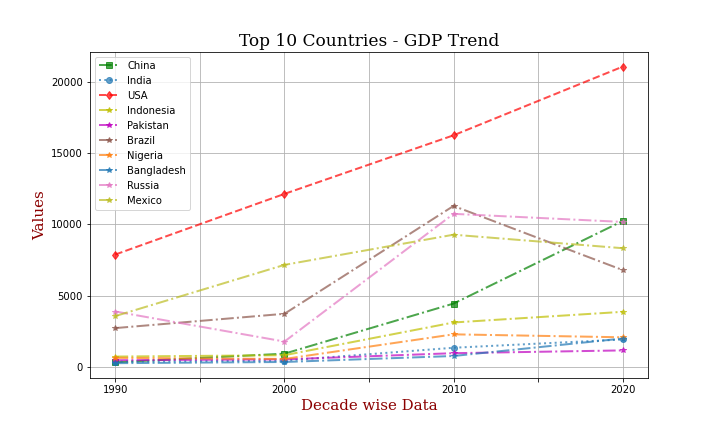 Top 10 Countries - GDP Trend
China
India
USA
Indonesia
Pakistan
Brazil
Nigeria
Bangladesh
Russia
Mexico
Values
20000
15000
10000
5000
0
1990
2000
2010
2020
Decade wise Data